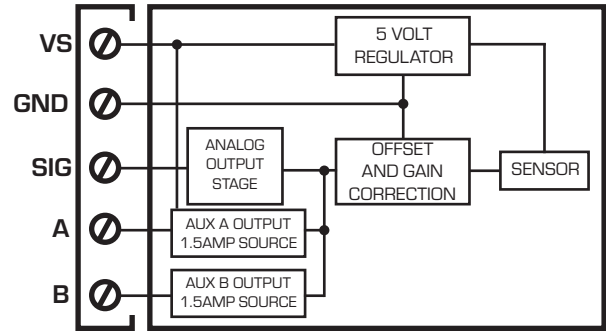 VS
5 VOLT
REGULATOR
GND
SIG
ANALOG
OUTPUT
STAGE
OFFSET
AND GAIN
CORRECTION
SENSOR
A
AUX A OUTPUT
1.5AMP SOURCE
B
AUX B OUTPUT
1.5AMP SOURCE